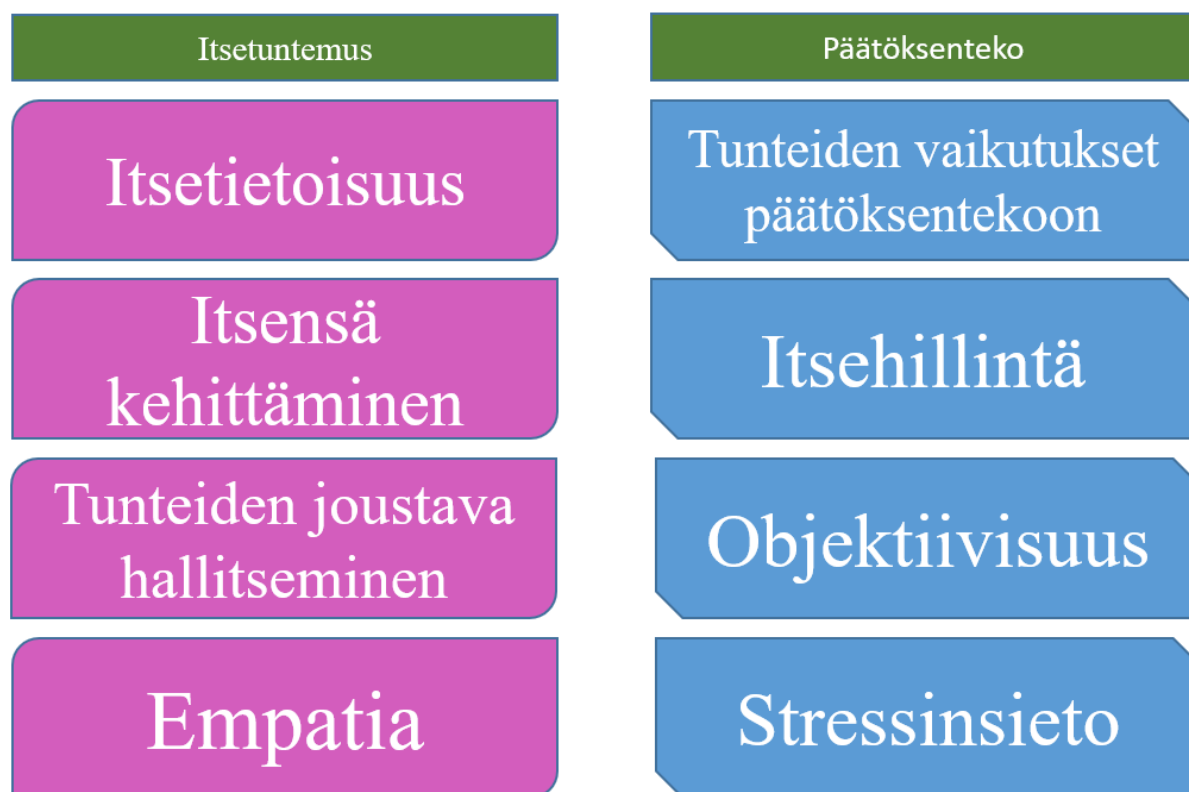 Itsetuntemus
Itsetietoisuus
Itsensä
kehittäminen
Tunteiden joustava
hallitseminen
Empatia
Päätöksenteko
Tunteiden vaikutukset
päätöksentekoon
Itsehillintä
Objektiivisuus
Stressinsieto